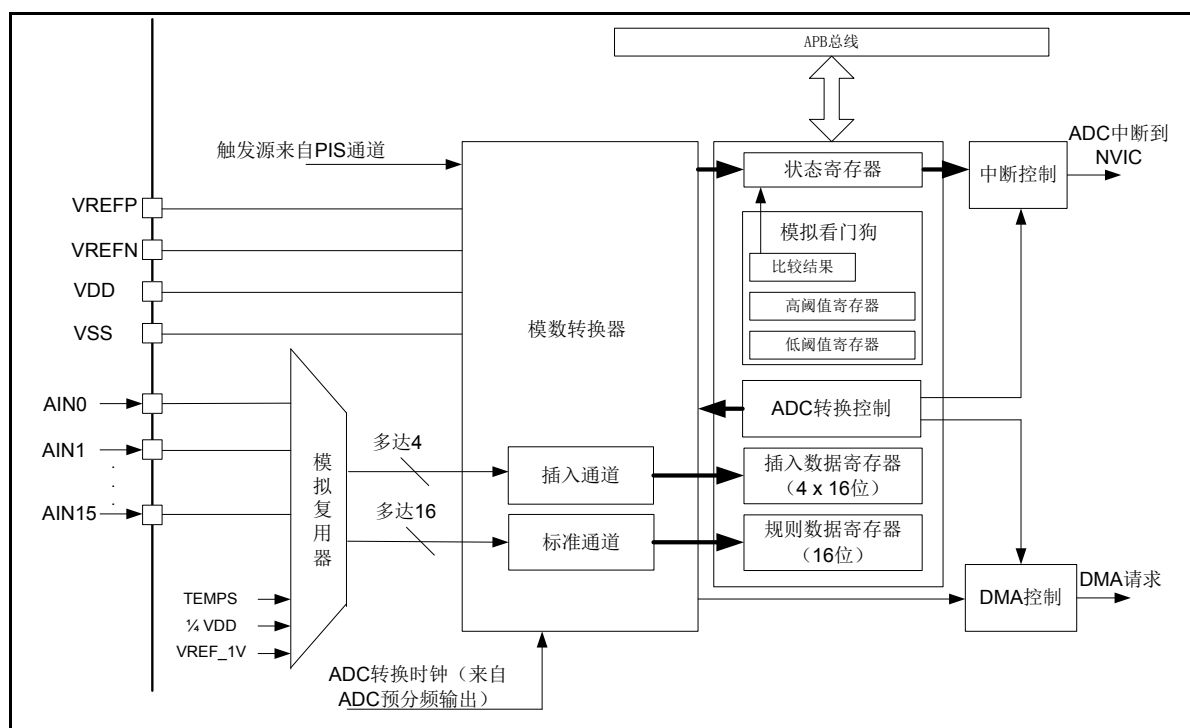 APB总线
触发源来自PIS通道
VREFP
VREFN
VDD
VSS
AIN0
AIN1
.
.
.
AIN15
TEMPS
¼ VDD
VREF_1V
模拟复用器
多达4
多达16
模数转换器
插入通道
标准通道
ADC转换时钟（来自
ADC预分频输出）
状态寄存器
模拟看门狗
比较结果
高阈值寄存器
低阈值寄存器
ADC转换控制
插入数据寄存器
（4 x 16位）
规则数据寄存器
（16位）
中断控制
ADC中断到
NVIC
DMA控制
DMA请求